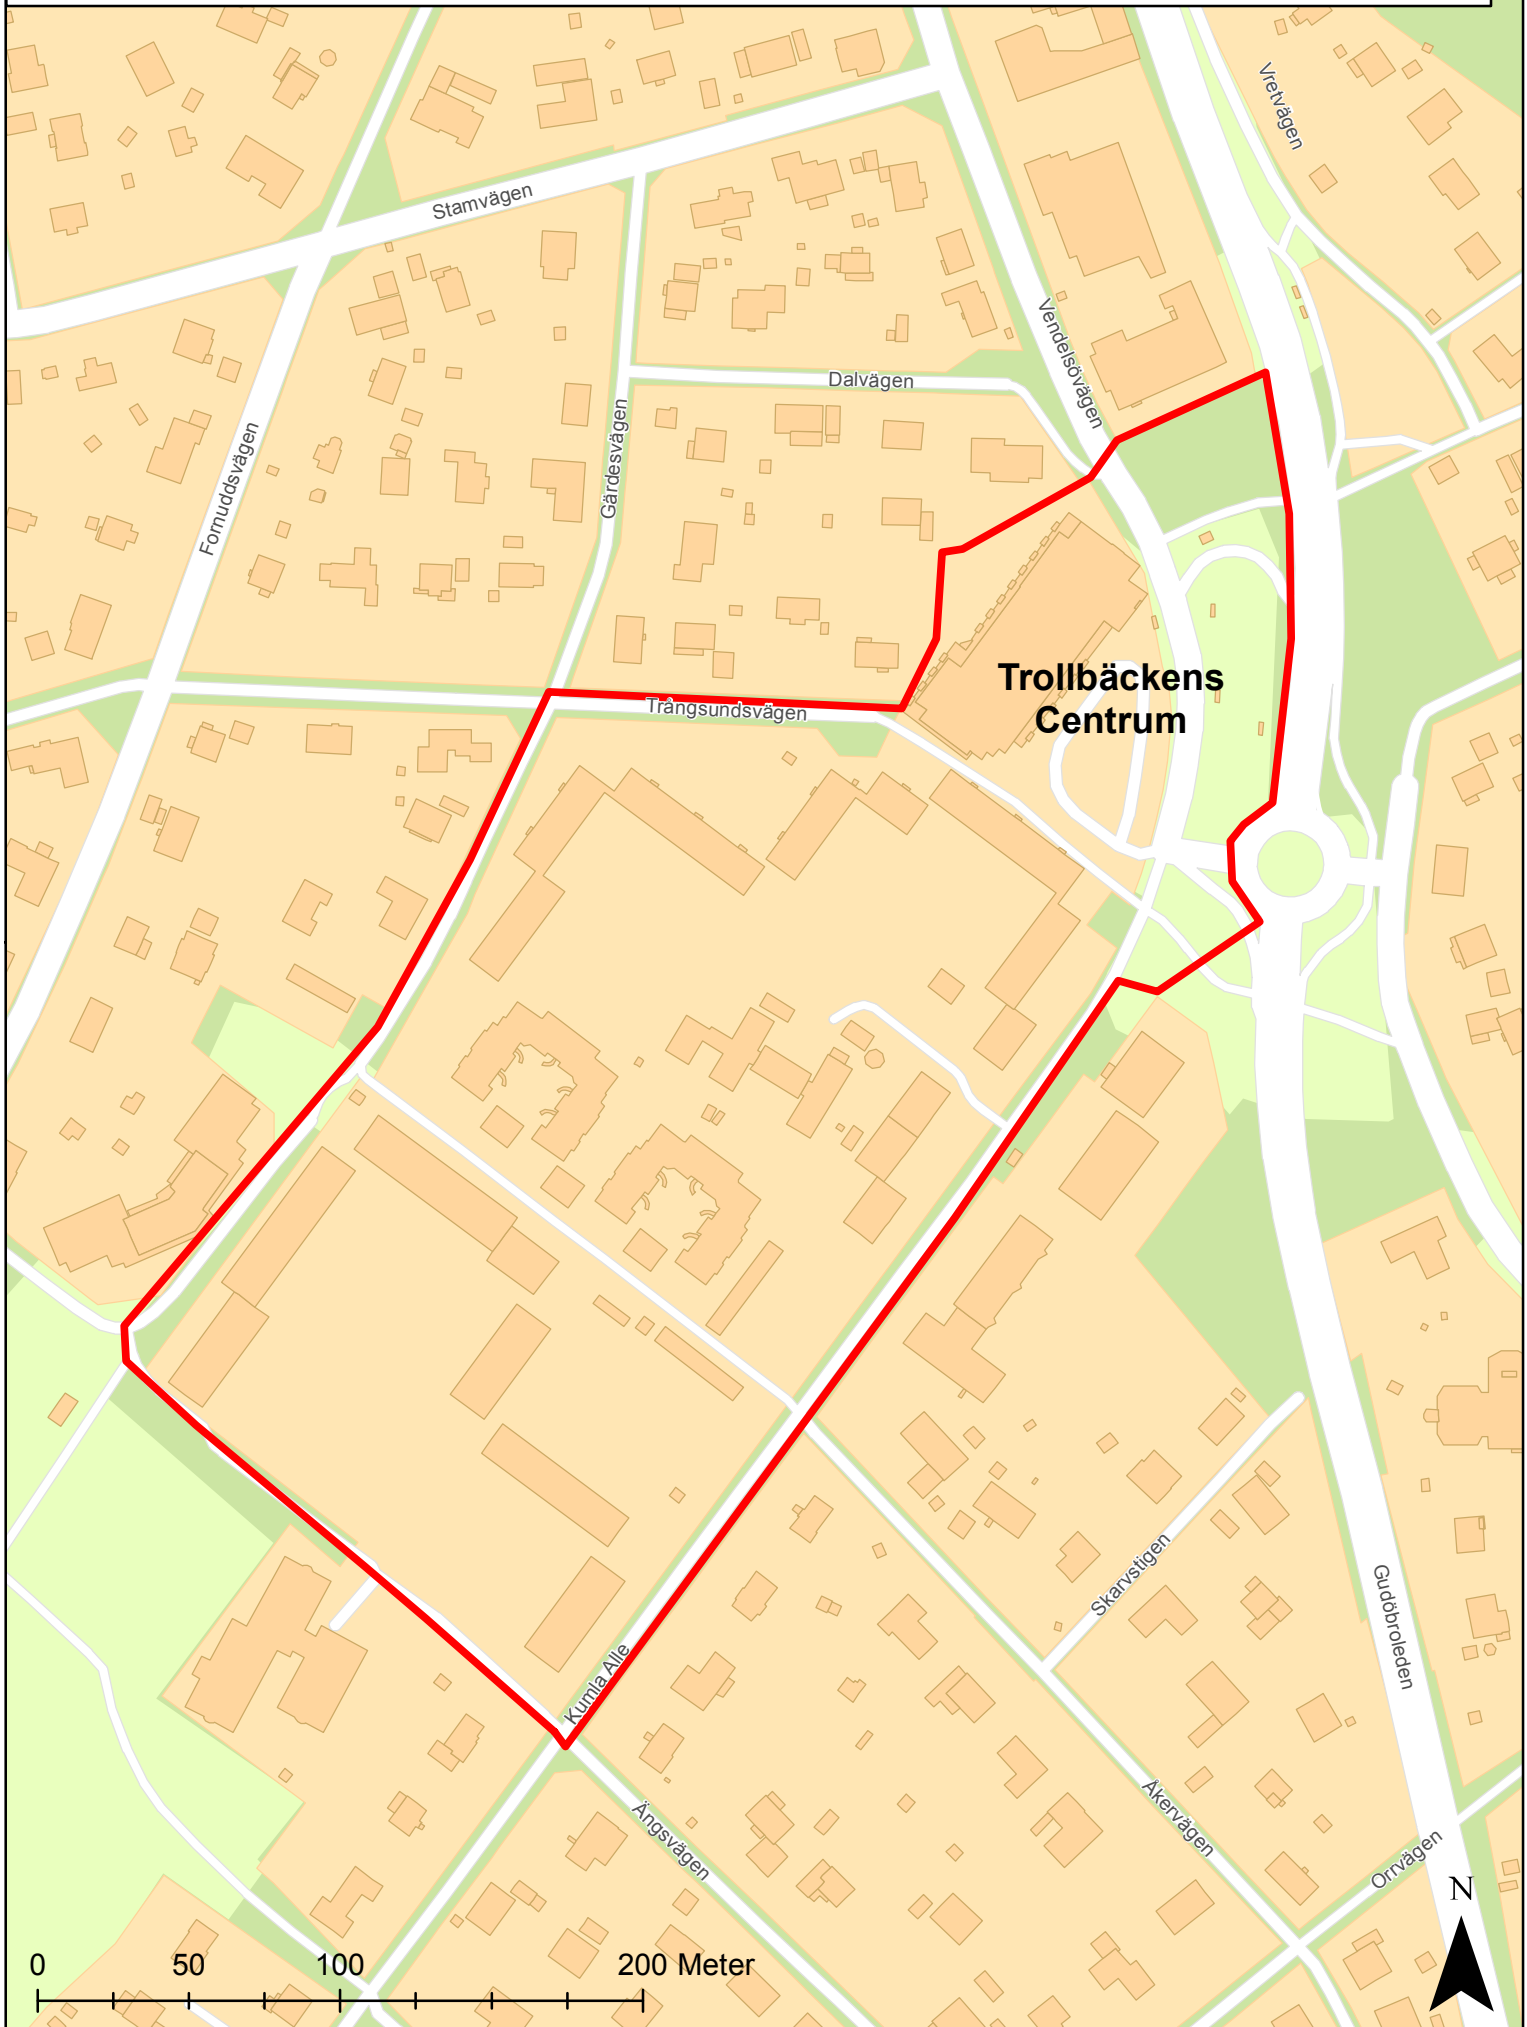 Vretvägen
Stamvägen
Vendelsövägen
Dalvägen
Gärdesvägen
Fornuddsvägen
Trollbäckens
Centrum
Trångsundsvägen
Skarvstigen
Gudöbroleden
Kumla Alle
Ängsvägen
Åkervägen
Orrvägen
N
0 50 100 200 Meter